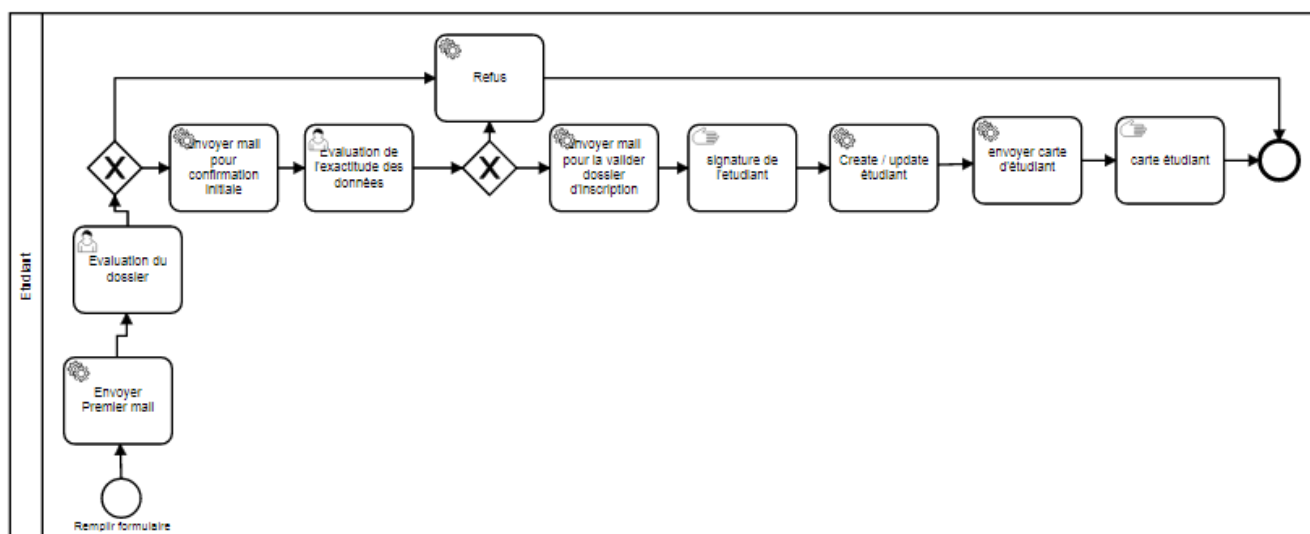 Refus
Envoyer mail
pour
confirmation
initiale
Evaluation de
l'exactitude des
données
Envoyer mail
pour la valider
dossier
d'inscription
signature de
l'etudiant
Create / update
étudiant
envoyer carte
d'étudiant
carte étudiant
Evaluation du
dossier
Etudiant
Envoyer
Premier mail
Remplir formulaire